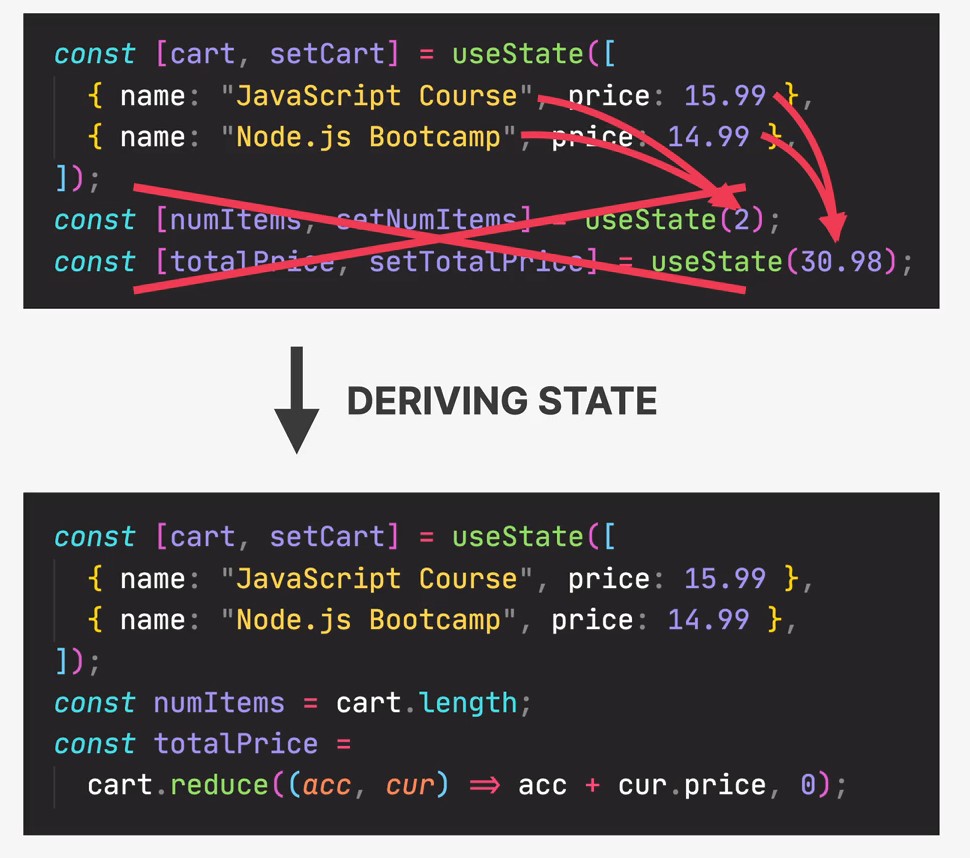 const [cart, setCart] = useState([
{ name: "JavaScript Course", price: 15.99 },
{ name: "Node.js Bootcamp", price: 14.99 },
]);
const [numItems, setNumItems] = useState(2);
const [totalPrice, setTotalPrice] = useState(30.98);
DERIVING STATE
const [cart, setCart] = useState([
{ name: "JavaScript Course", price: 15.99 },
{ name: "Node.js Bootcamp", price: 14.99 },
]);
const numItems = cart.length;
const totalPrice =
cart.reduce((acc, cur) => acc + cur.price, 0);